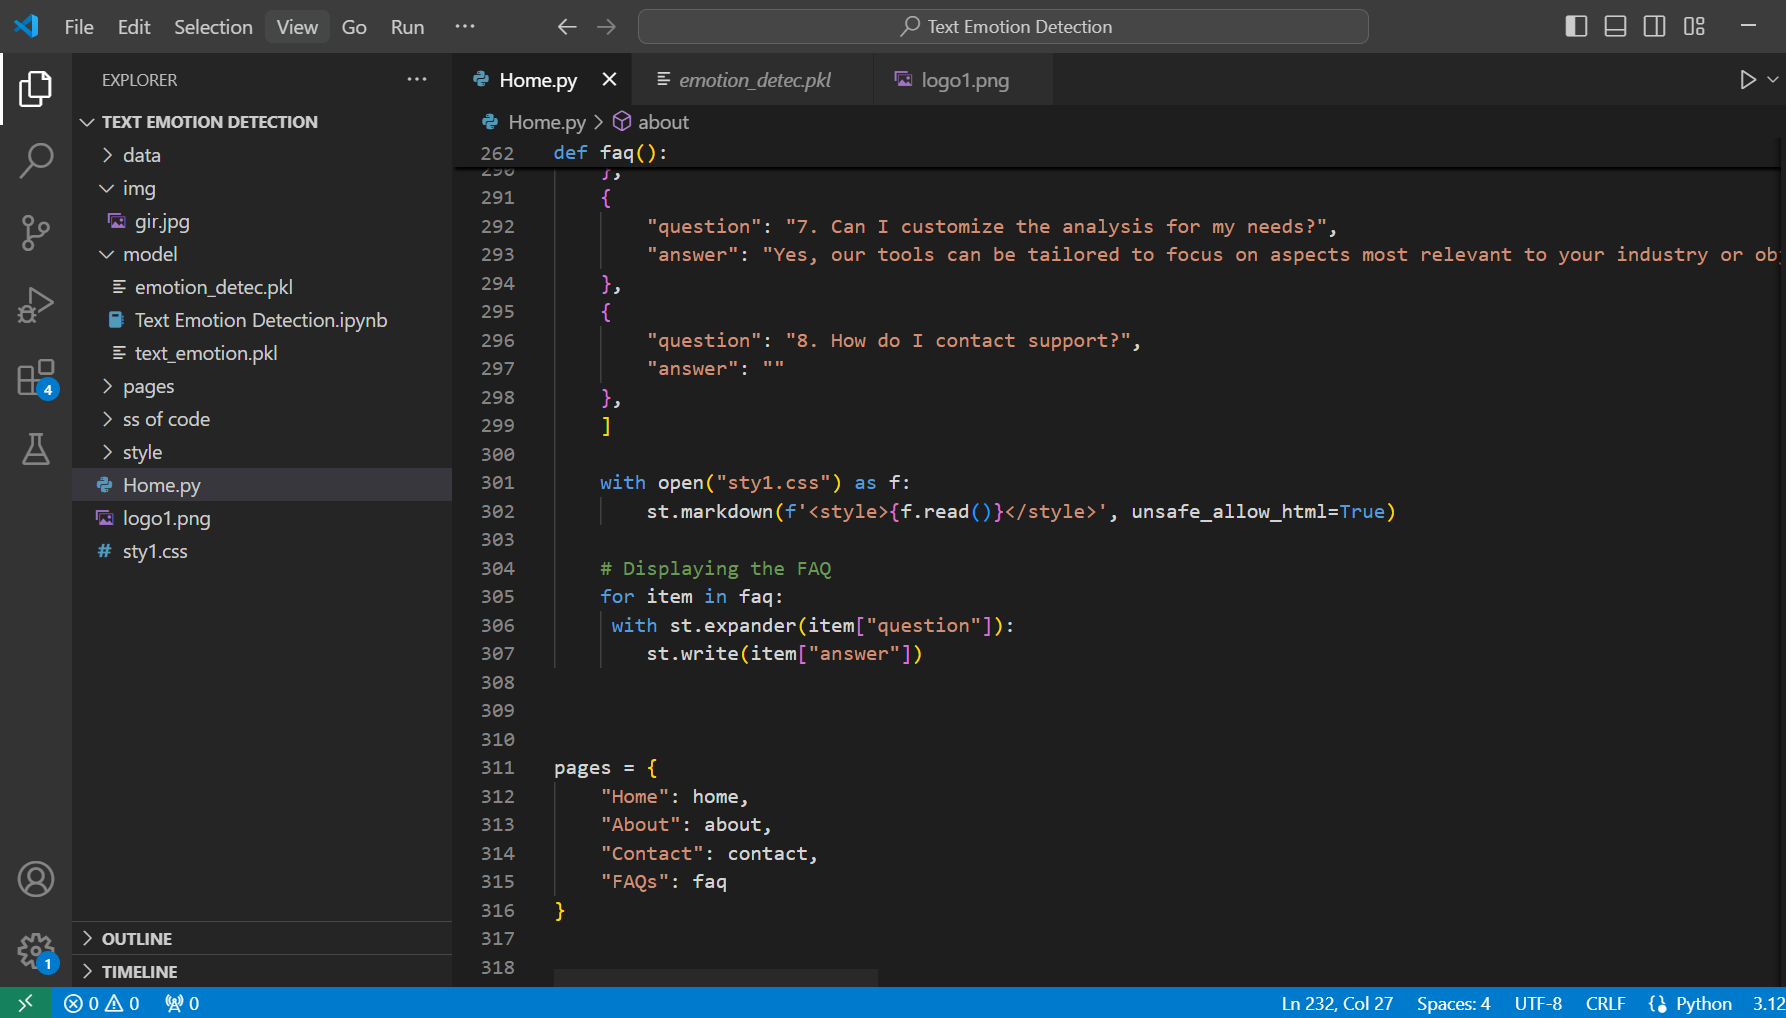 File Edit Selection View Go Run ··· Text Emotion Detection
EXPLORER ···
TEXT EMOTION DETECTION
data
img
gir.jpg
model
emotion_detec.pkl
Text Emotion Detection.ipynb
text_emotion.pkl
pages
ss of code
style
Home.py
logo1.png
sty1.css
OUTLINE
TIMELINE
4
1
Home.py emotion_detec.pkl logo1.png
Home.py > about
262 def faq():
290 },
291 {
292 "question": "7. Can I customize the analysis for my needs?",
293 "answer": "Yes, our tools can be tailored to focus on aspects most relevant to your industry or
294 },
295 {
296 "question": "8. How do I contact support?",
297 "answer": ""
298 },
299 ]
300
301 with open("sty1.css") as f:
302 st.markdown(f'<style>{f.read()}</style>', unsafe_allow_html=True)
303
304 # Displaying the FAQ
305 for item in faq:
306 with st.expander(item["question"]):
307 st.write(item["answer"])
308
309
310
311 pages = {
312 "Home": home,
313 "About": about,
314 "Contact": contact,
315 "FAQs": faq
316 }
317
318
0 0 0 Ln 232, Col 27 Spaces: 4 UTF-8 CRLF Python 3.12